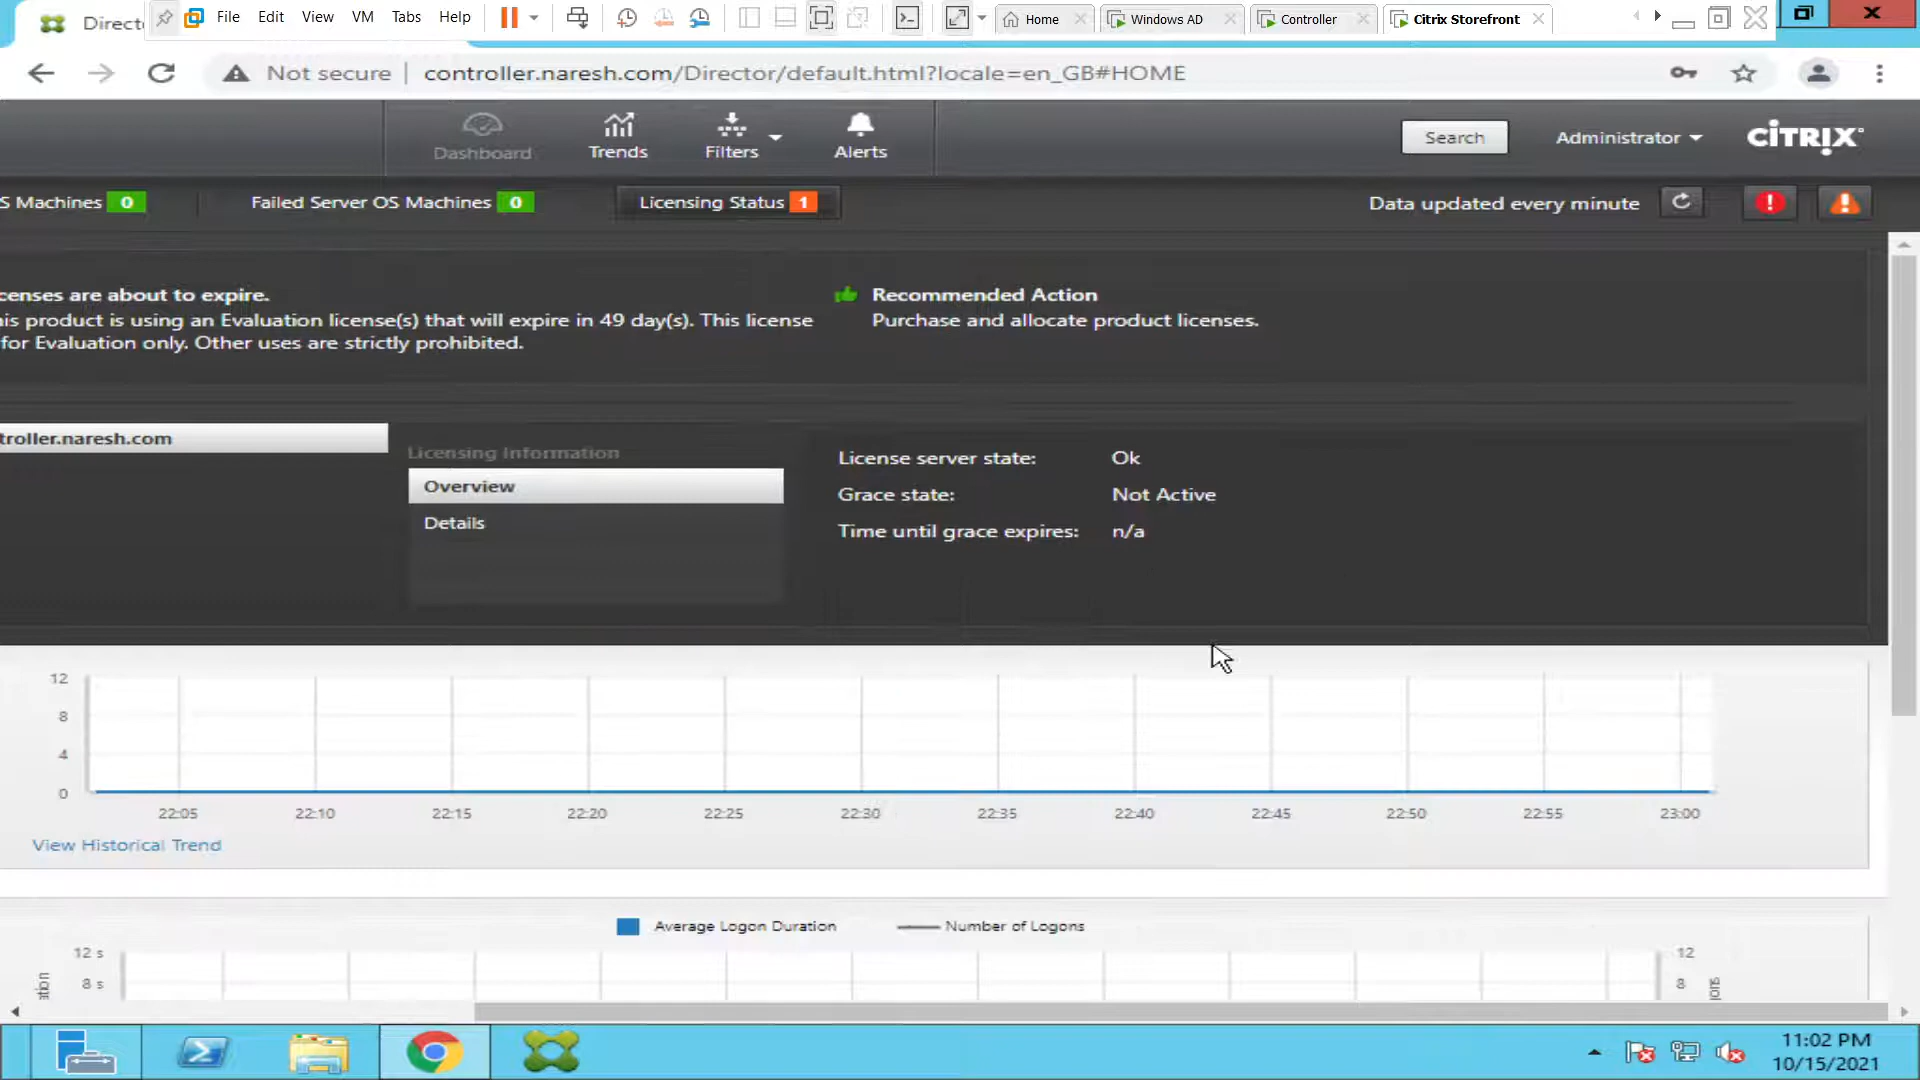 Direct
File Edit View VM Tabs Help
Home
Windows AD
Controller
Citrix Storefront
Not secure
controller.naresh.com/Director/default.html?locale=en_GB#HOME
Dashboard
Trends
Filters
Alerts
Search
Administrator
CİTRIX
S Machines 0
Failed Server OS Machines 0
Licensing Status 1
Data updated every minute
censes are about to expire.
is product is using an Evaluation license(s) that will expire in 49 day(s). This license
for Evaluation only. Other uses are strictly prohibited.
Recommended Action
Purchase and allocate product licenses.
troller.naresh.com
Licensing Information
Overview
Details
License server state: Ok
Grace state: Not Active
Time until grace expires: n/a
12
8
4
0
22:05 22:10 22:15 22:20 22:25 22:30 22:35 22:40 22:45 22:50 22:55 23:00
View Historical Trend
Average Logon Duration
Number of Logons
12 s
8 s
ation
12
8
ons
11:02 PM
10/15/2021